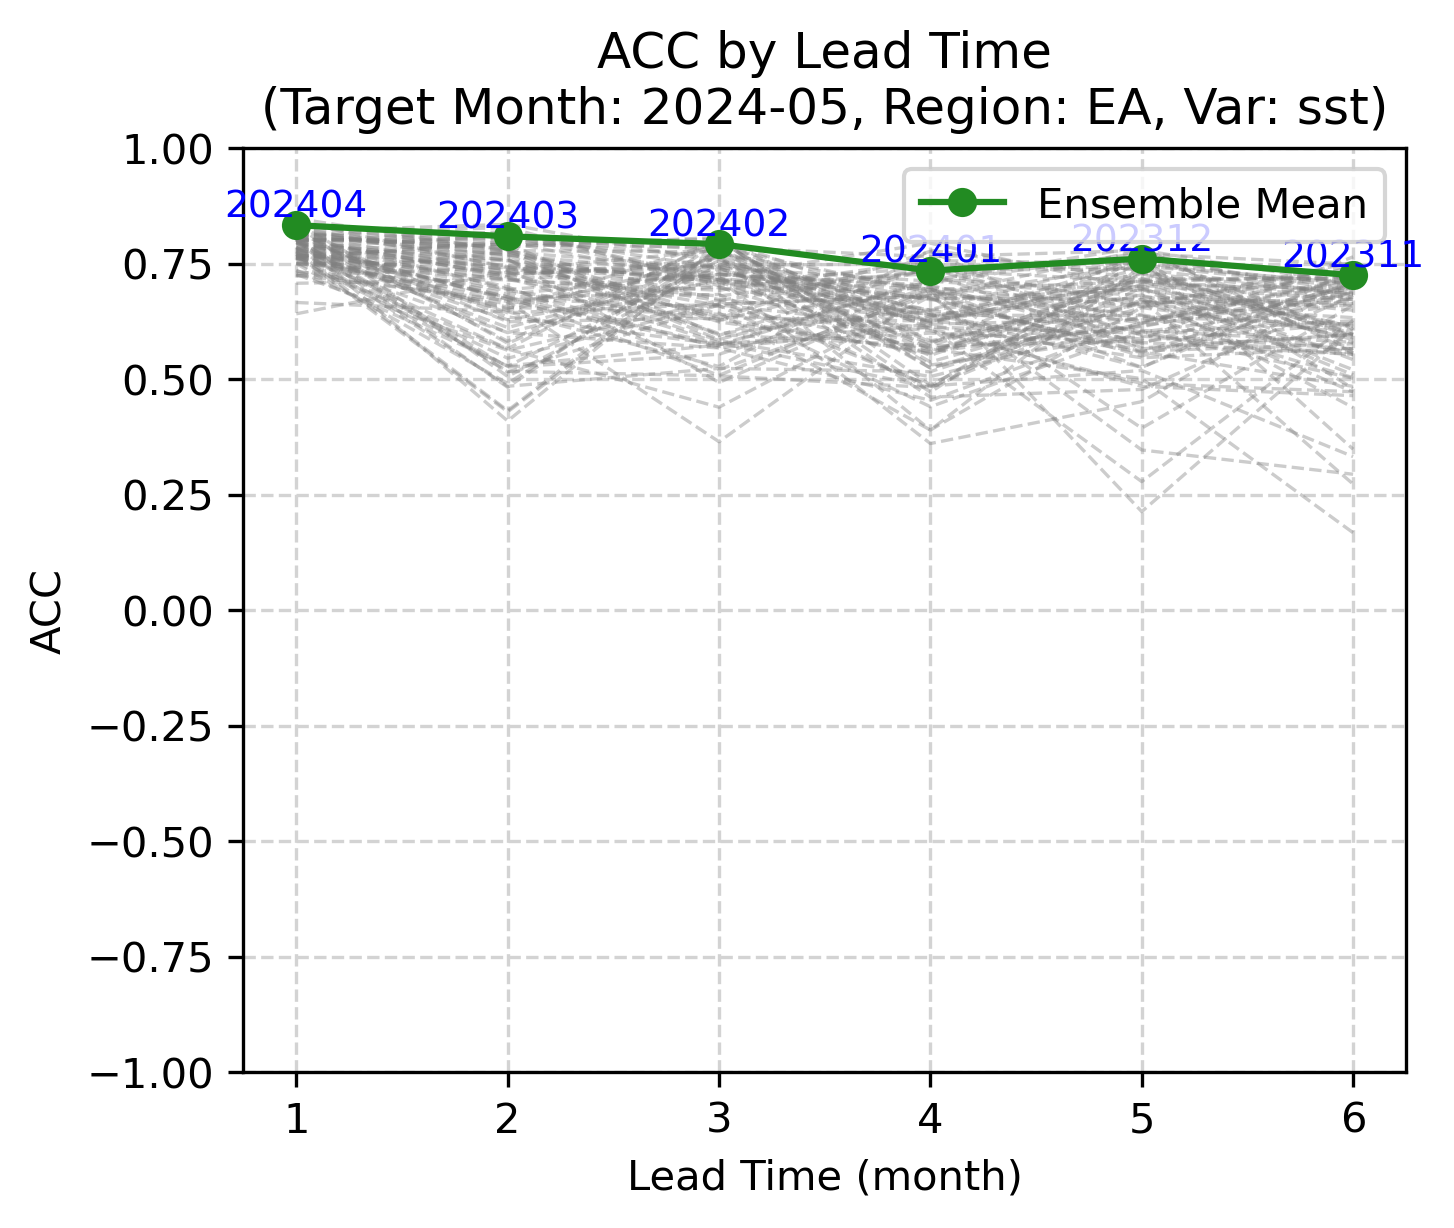 ACC by Lead Time
(Target Month: 2024-05, Region: EA, Var: sst)
1.00
0.75
0.50
0.25
0.00
−0.25
−0.50
−0.75
−1.00
ACC
202404
202403
202402
202401
202312
202311
Ensemble Mean
1 2 3 4 5 6
Lead Time (month)